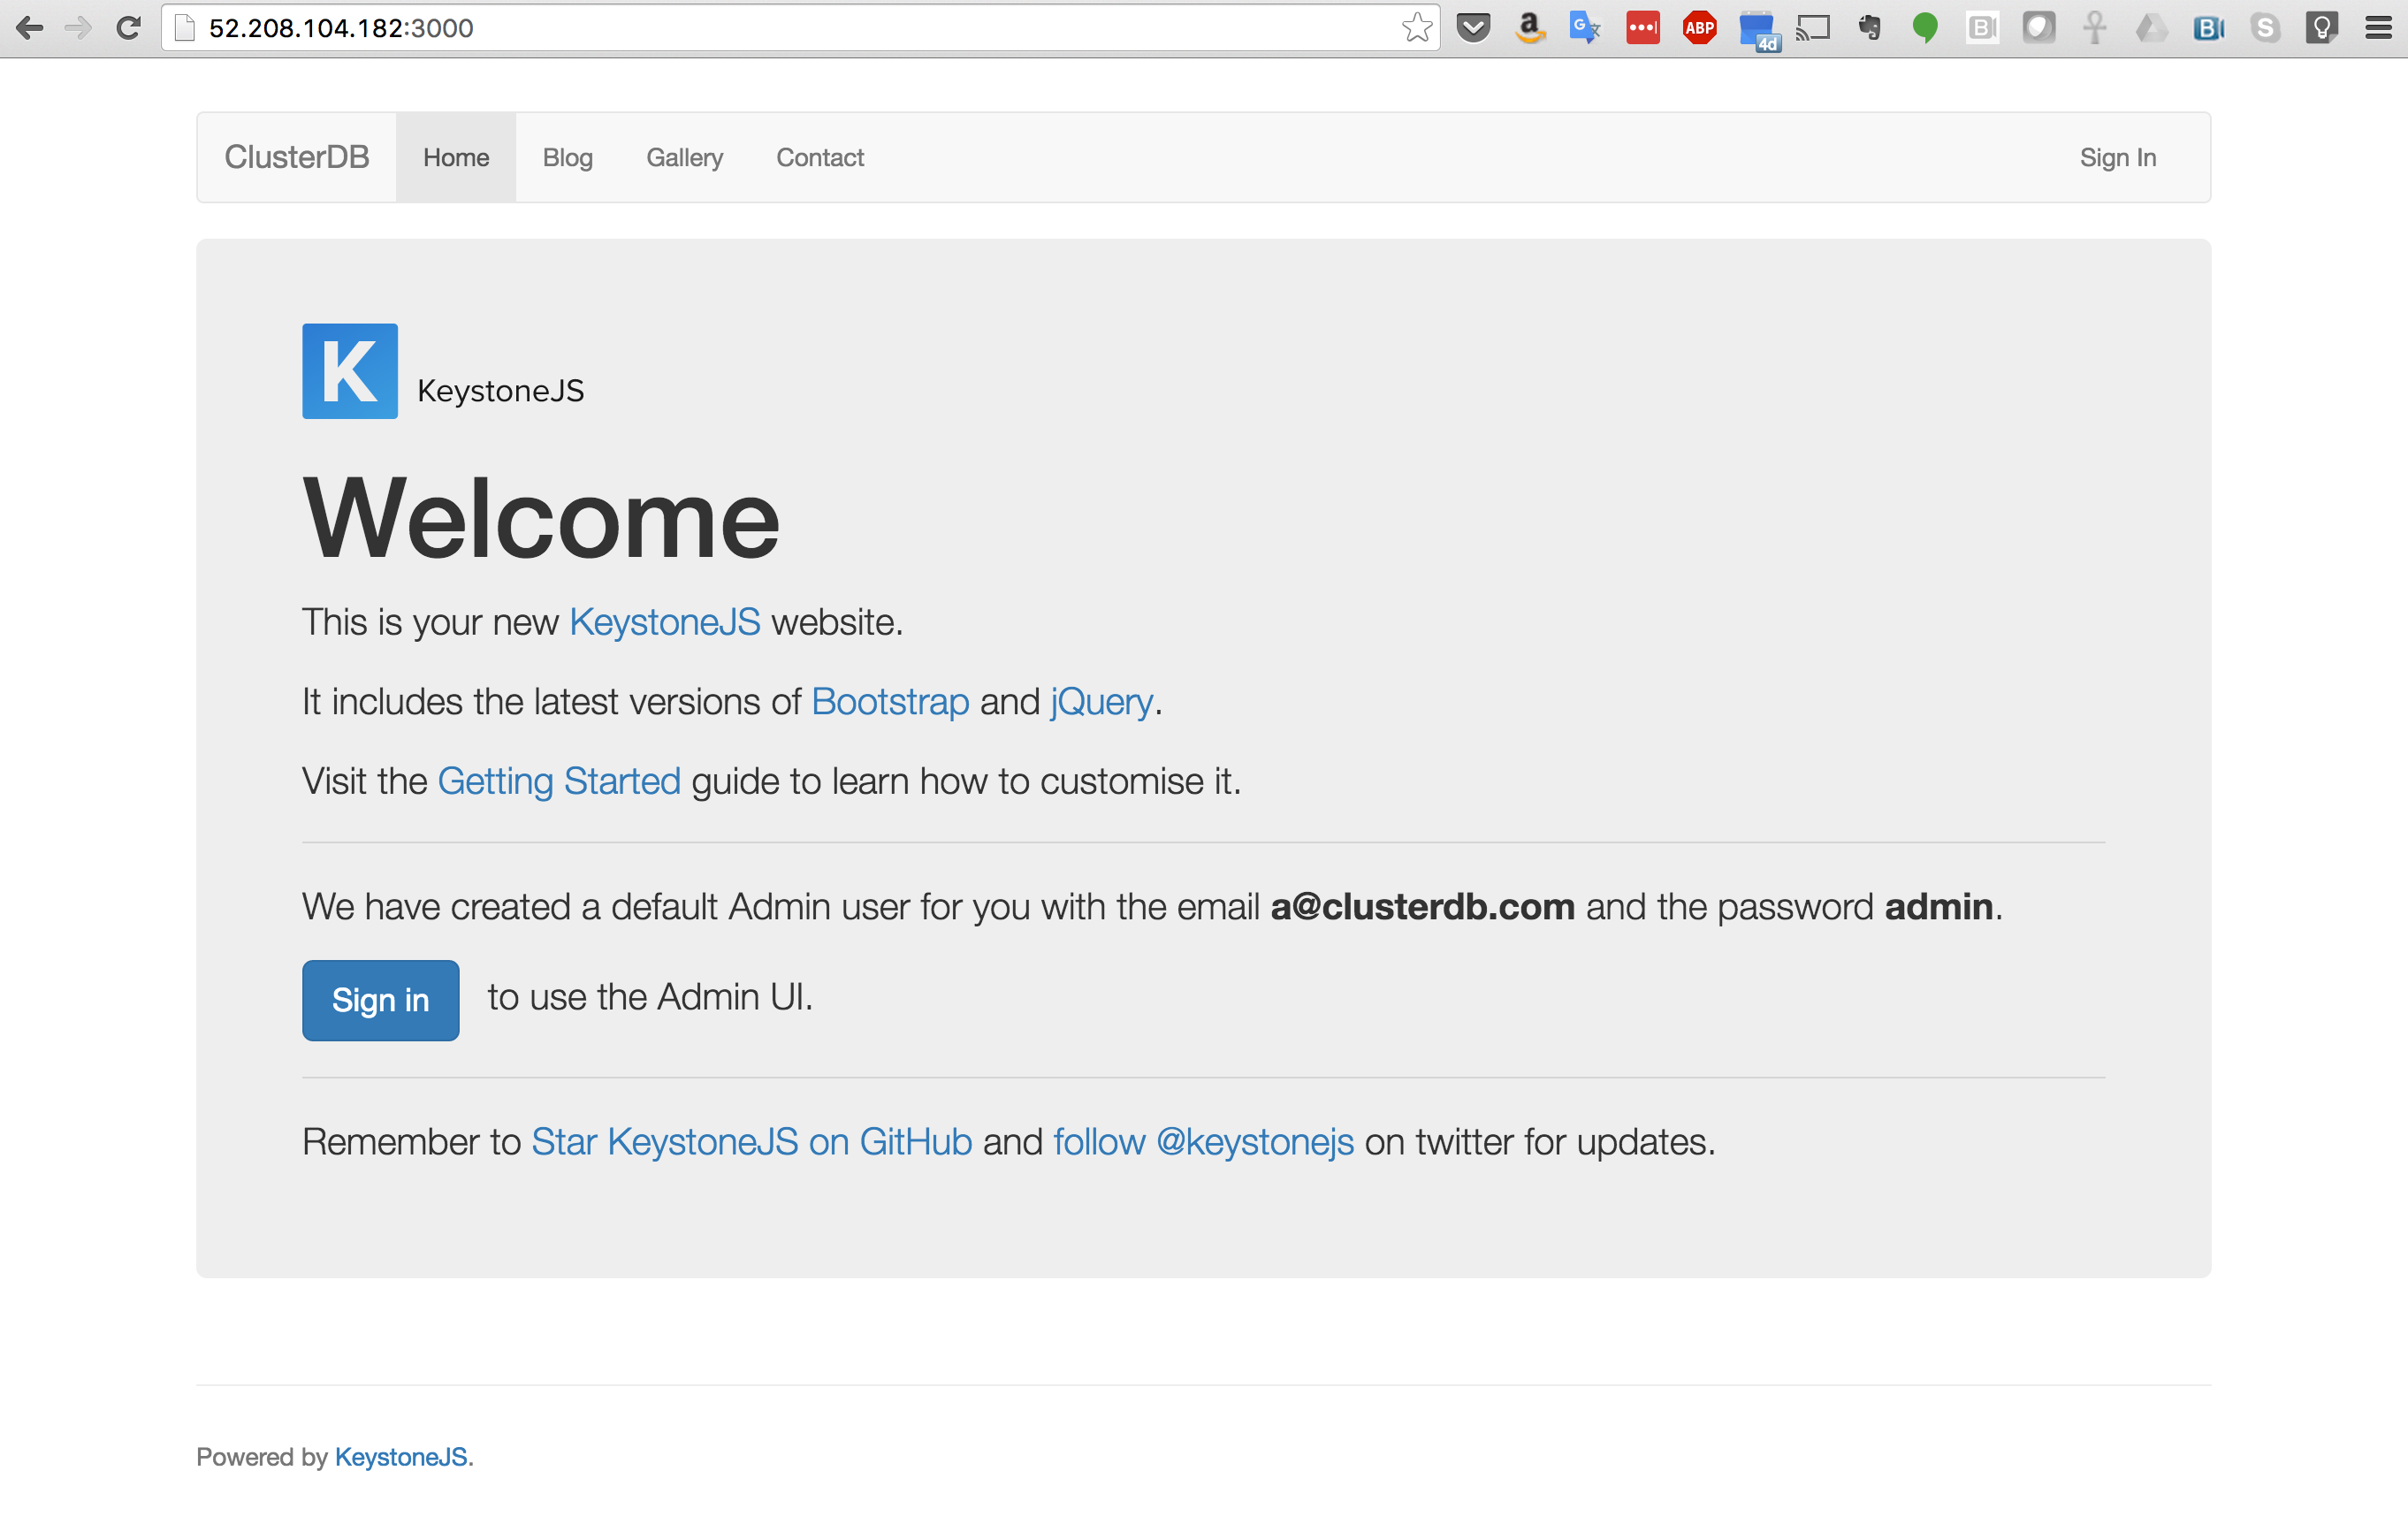 52.208.104.182:3000
ABP
4d
ClusterDB Home Blog Gallery Contact Sign In
K KeystoneJS
Welcome
This is your new KeystoneJS website.
It includes the latest versions of Bootstrap and jQuery.
Visit the Getting Started guide to learn how to customise it.
We have created a default Admin user for you with the email a@clusterdb.com and the password admin.
Sign in to use the Admin UI.
Remember to Star KeystoneJS on GitHub and follow @keystonejs on twitter for updates.
Powered by KeystoneJS.